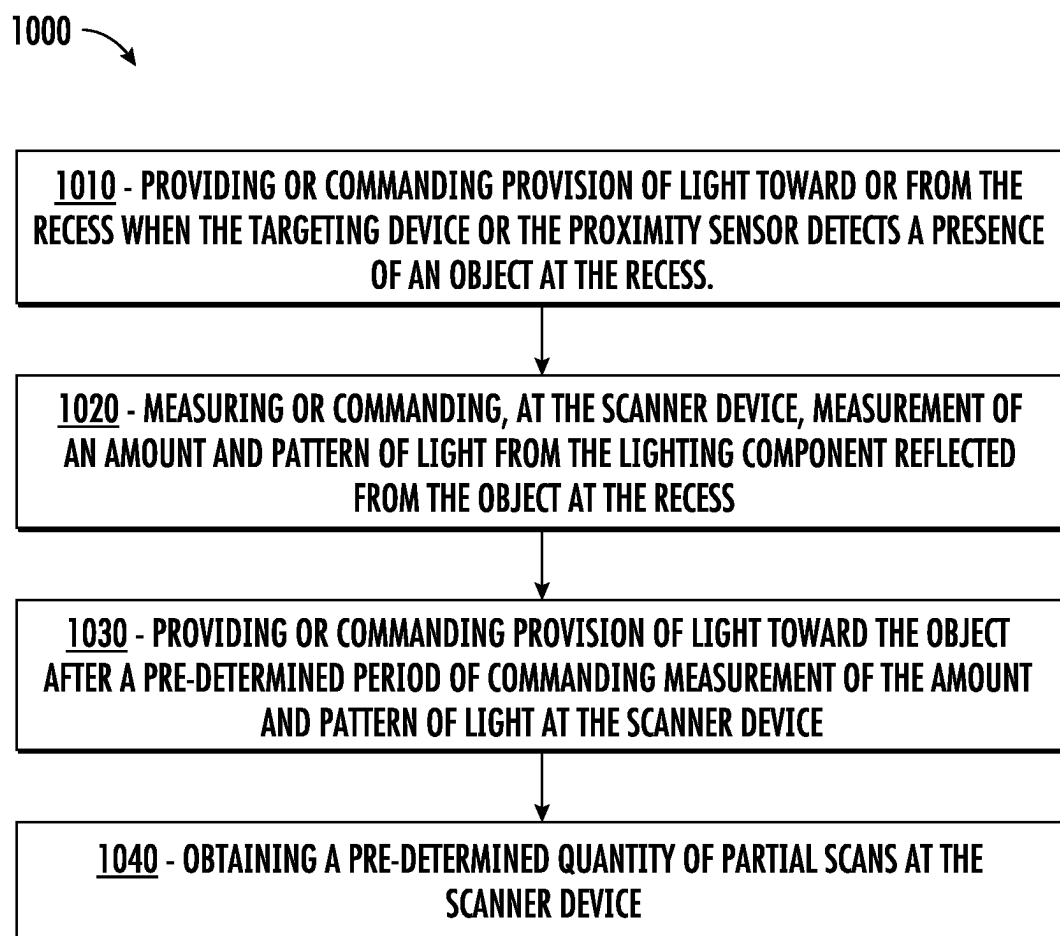 1000
1010 - PROVIDING OR COMMANDING PROVISION OF LIGHT TOWARD OR FROM THE
RECESS WHEN THE TARGETING DEVICE OR THE PROXIMITY SENSOR DETECTS A PRESENCE
OF AN OBJECT AT THE RECESS.
1020 - MEASURING OR COMMANDING, AT THE SCANNER DEVICE, MEASUREMENT OF
AN AMOUNT AND PATTERN OF LIGHT FROM THE LIGHTING COMPONENT REFLECTED
FROM THE OBJECT AT THE RECESS
1030 - PROVIDING OR COMMANDING PROVISION OF LIGHT TOWARD THE OBJECT
AFTER A PRE-DETERMINED PERIOD OF COMMANDING MEASUREMENT OF THE AMOUNT
AND PATTERN OF LIGHT AT THE SCANNER DEVICE
1040 - OBTAINING A PRE-DETERMINED QUANTITY OF PARTIAL SCANS AT THE
SCANNER DEVICE